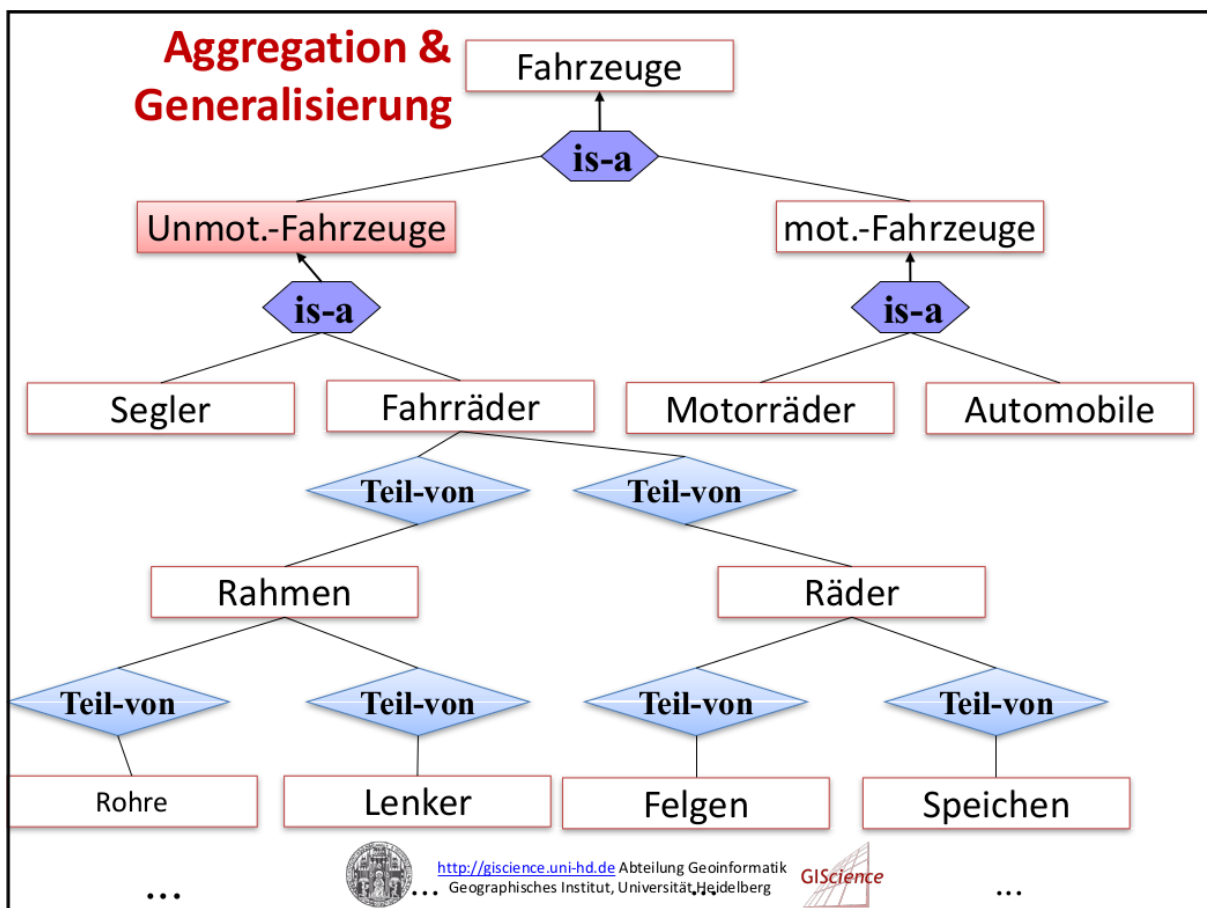 Aggregation &
Generalisierung
Fahrzeuge
is-a
Unmot.-Fahrzeuge
mot.-Fahrzeuge
is-a
is-a
Segler
Fahrräder
Motorräder
Automobile
Teil-von
Teil-von
Rahmen
Räder
Teil-von
Teil-von
Teil-von
Teil-von
Rohre
Lenker
Felgen
Speichen
http://giscience.uni-hd.de Abteilung Geoinformatik
Geographisches Institut, Universität Heidelberg
GIScience
...
...
...
...